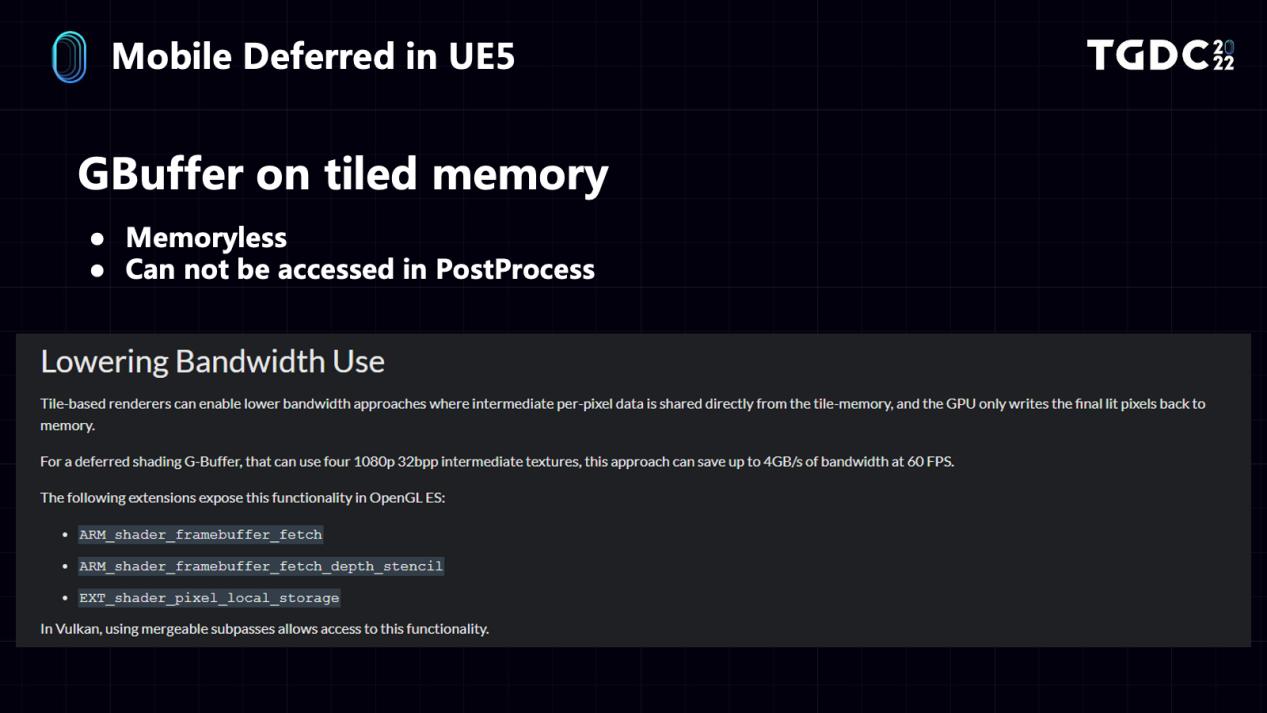 Mobile Deferred in UE5
TGDC 20
22
GBuffer on tiled memory
● Memoryless
● Can not be accessed in PostProcess
Lowering Bandwidth Use
Tile-based renderers can enable lower bandwidth approaches where intermediate per-pixel data is shared directly from the tile-memory, and the GPU only writes the final lit pixels back to
memory.
For a deferred shading G-Buffer, that can use four 1080p 32bpp intermediate textures, this approach can save up to 4GB/s of bandwidth at 60 FPS.
The following extensions expose this functionality in OpenGL ES:
• ARM_shader_framebuffer_fetch
• ARM_shader_framebuffer_fetch_depth_stencil
• EXT_shader_pixel_local_storage
In Vulkan, using mergeable subpasses allows access to this functionality.